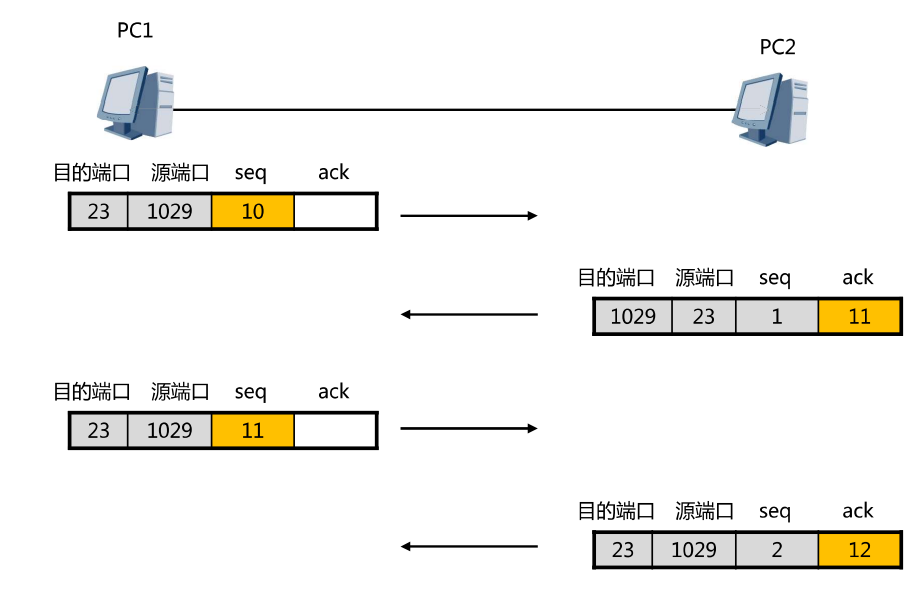 PC1
PC2
目的端口 源端口 seq ack
23 1029 10
目的端口 源端口 seq ack
1029 23 1 11
目的端口 源端口 seq ack
23 1029 11
目的端口 源端口 seq ack
23 1029 2 12